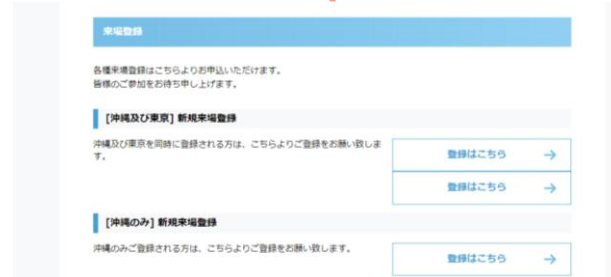 来場登録
各種来場登録はこちらよりお申込いただけます。
皆様のご参加をお待ち申し上げます。
[沖縄及び東京] 新規来場登録
沖縄及び東京を同時に登録される方は、こちらよりご登録をお願い致しま
す。
登録はこちら →
登録はこちら →
[沖縄のみ] 新規来場登録
沖縄のみご登録される方は、こちらよりご登録をお願い致します。
登録はこちら →